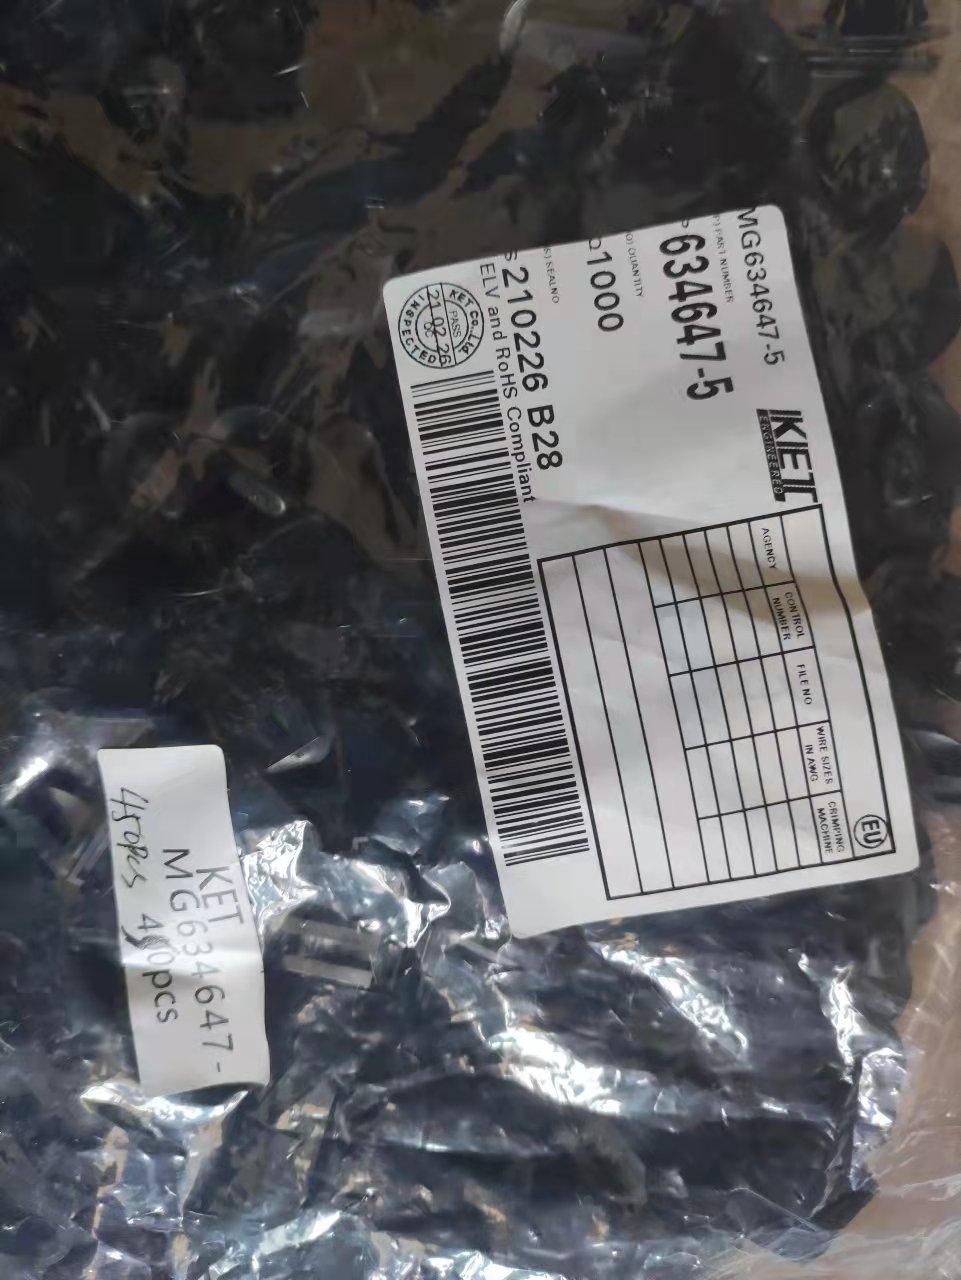 MG634647-5
KET
ENGINEERED
(P) PART NUMBER
P 634647-5
(Q) QUANTITY
Q 1000
(S) SEALNO
S 210226 B28
ELV and RoHS Compliant
KET CO., LTD.
PASS
21.02.26
QC
INSPECTED
EU
AGENCY
CONTROL NUMBER
FILE NO
WIRE SIZES IN AWG
CRIMPING MACHINE
KET
MG634647-
450pcs
450pcs